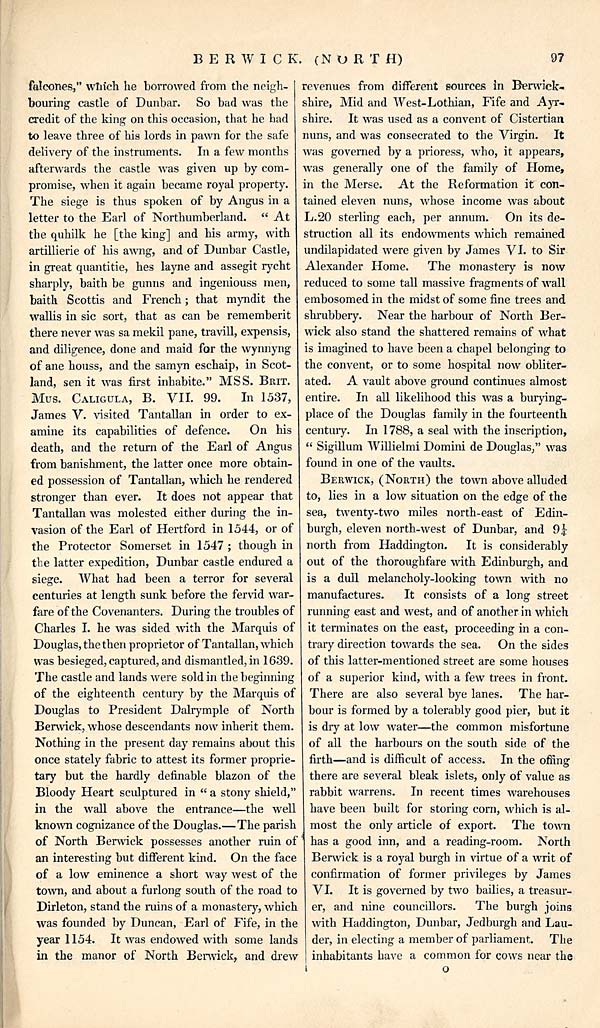 BERWICK. (NORTH)
97
falcones," which he borrowed from the neigh-
bouring castle of Dunbar. So bad was the
credit of the king on this occasion, that he had
to leave three of his lords in pawn for the safe
delivery of the instruments. In a few months
afterwards the castle was given up by com-
promise, when it again became royal property.
The siege is thus spoken of by Angus in a
letter to the Earl of Northumberland. " At
the quhilk he [the king] and his army, with
artillierie of his awng, and of Dunbar Castle,
in great quantitie, hes layne and assegit rycht
sharply, baith be gunns and ingeniouss men,
baith Scottis and French ; that myndit the
wallis in sic sort, that as can be rememberit
there never was sa mekil pane, travill, expensis,
and diligence, done and maid for the wynnyng
of ane houss, and the samyn eschaip, in Scot-
land, sen it was first inhabite." MSS. BRIT.
MUS. CALIGULA, B. VII. 99. In 1537,
James V. visited Tantallan in order to ex-
amine its capabilities of defence. On his
death, and the return of the Earl of Angus
from banishment, the latter once more obtain-
ed possession of Tantallan, which he rendered
stronger than ever. It does not appear that
Tantallan was molested either during the in-
vasion of the Earl of Hertford in 1544, or of
the Protector Somerset in 1547 ; though in
the latter expedition, Dunbar castle endured a
siege. What had been a terror for several
centuries at length sunk before the fervid war-
fare of the Covenanters. During the troubles of
Charles I. he was sided with the Marquis of
Douglas, the then proprietor of Tantallan, which
was besieged, captured, and dismantled, in 1639.
The castle and lands were sold in the beginning
of the eighteenth century by the Marquis of
Douglas to President Dalrymple of North
Berwick, whose descendants now inherit them.
Nothing in the present day remains about this
once stately fabric to attest its former proprie-
tary but the hardly definable blazon of the
Bloody Heart sculptured in " a stony shield,"
in the wall above the entrance—the well
known cognizance of the Douglas.—The parish
of North Berwick possesses another ruin of
an interesting but different kind. On the face
of a low eminence a short way west of the
town, and about a furlong south of the road to
Dirleton, stand the ruins of a monastery, which
was founded by Duncan, Earl of Fife, in the
year 1154. It was endowed with some lands
in the manor of North Berwick, and drew
revenues from different sources in Berwick-
shire, Mid and West-Lothian, Fife and Ayr-
shire. It was used as a convent of Cistertian
nuns, and was consecrated to the Virgin. It
was governed by a prioress, who, it appears,
was generally one of the family of Home,
in the Merse. At the Reformation it con-
tained eleven nuns, whose income was about
L.20 sterling each, per annum. On its de-
struction all its endowments which remained
undilapidated were given by James VI. to Sir
Alexander Home. The monastery is now
reduced to some tall massive fragments of wall
embosomed in the midst of some fine trees and
shrubbery. Near the harbour of North Ber-
wick also stand the shattered remains of what
is imagined to have been a chapel belonging to
the convent, or to some hospital now obliter-
ated. A vault above ground continues almost
entire. In all likelihood this was a burying-
place of the Douglas family in the fourteenth
century. In 1788, a seal with the inscription,
" Sigillum Willielmi Domini de Douglas," was
found in one of the vaults.
BERWICK, (NORTH) the town above alluded
to, lies in a low situation on the edge of the
sea, twenty-two miles north-east of Edin-
burgh, eleven north-west of Dunbar, and 9¼
north from Haddington. It is considerably
out of the thoroughfare with Edinburgh, and
is a dull melancholy-looking town with no
manufactures. It consists of a long street
running east and west, and of another in which
it terminates on the east, proceeding in a con-
trary direction towards the sea. On the sides
of this latter-mentioned street are some houses
of a superior kind, with a few trees in front.
There are also several bye lanes. The har-
bour is formed by a tolerably good pier, but it
is dry at low water—the common misfortune
of all the harbours on the south side of the
firth—and is difficult of access. In the offing
there are several bleak islets, only of value as
rabbit warrens. In recent times warehouses
have been built for storing corn, which is al-
most the only article of export. The town
has a good inn, and a reading-room. North
Berwick is a royal burgh in virtue of a writ of
confirmation of former privileges by James
VI. It is governed by two bailies, a treasur-
er, and nine councillors. The burgh joins
with Haddington, Dunbar, Jedburgh and Lau-
der, in electing a member of parliament. The
inhabitants have a common for cows near the
O